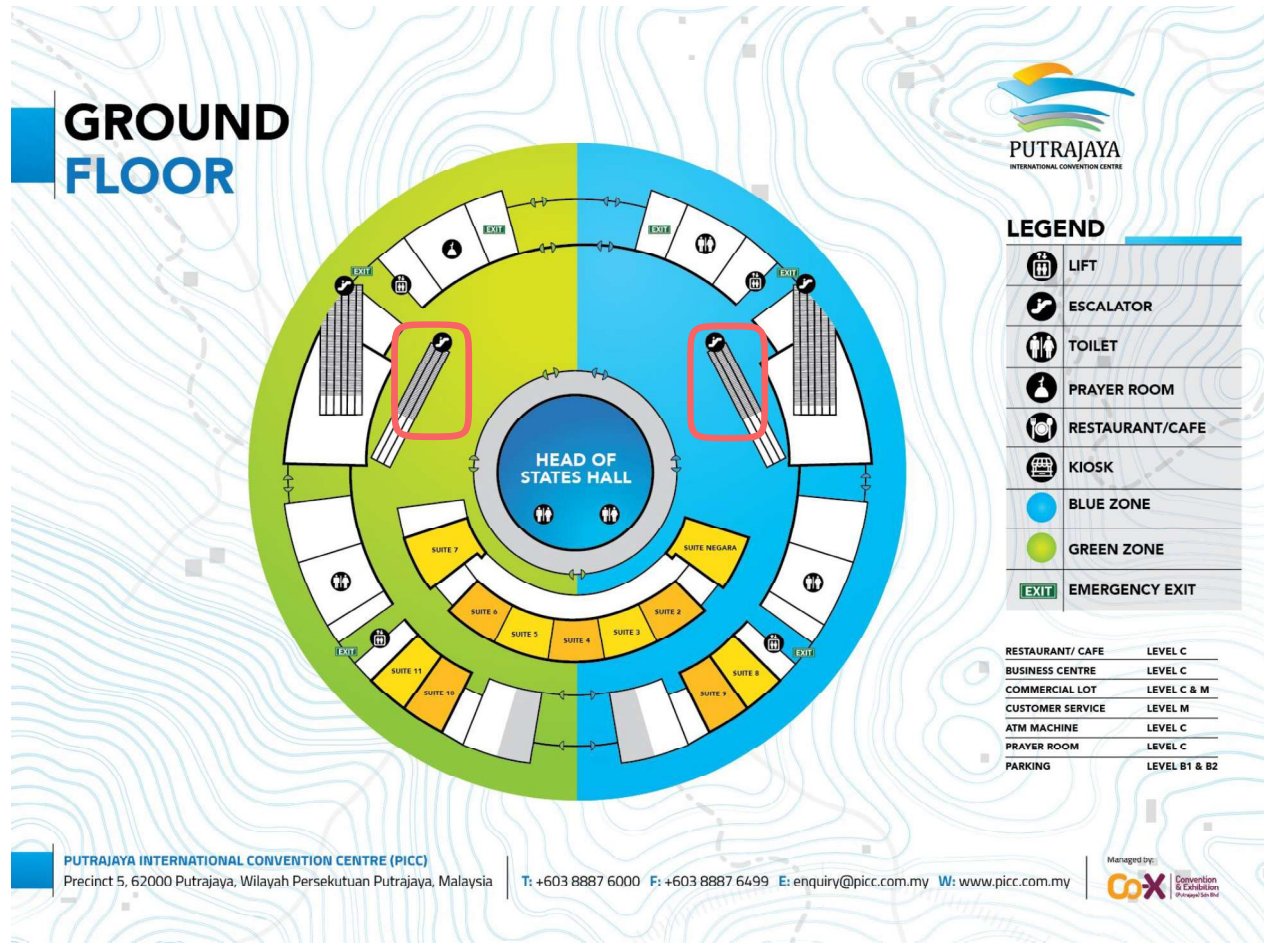 GROUND
FLOOR
PUTRAJAYA
INTERNATIONAL CONVENTION CENTRE
LEGEND
LIFT
ESCALATOR
TOILET
PRAYER ROOM
RESTAURANT/CAFE
KIOSK
BLUE ZONE
GREEN ZONE
EXIT
EMERGENCY EXIT
EXIT
EXIT
EXIT
EXIT
HEAD OF
STATES HALL
SUITE 7
SUITE NEGARA
SUITE 6
SUITE 5
SUITE 4
SUITE 3
SUITE 2
EXIT
EXIT
SUITE 11
SUITE 10
SUITE 9
SUITE 8
RESTAURANT/ CAFE LEVEL C
BUSINESS CENTRE LEVEL C
COMMERCIAL LOT LEVEL C & M
CUSTOMER SERVICE LEVEL M
ATM MACHINE LEVEL C
PRAYER ROOM LEVEL C
PARKING LEVEL B1 & B2
PUTRAJAYA INTERNATIONAL CONVENTION CENTRE (PICC)
Precinct 5, 62000 Putrajaya, Wilayah Persekutuan Putrajaya, Malaysia
T: +603 8887 6000 F: +603 8887 6499 E: enquiry@picc.com.my W: www.picc.com.my
Managed by:
Co-X
Convention
& Exhibition
(Putrajaya) Sdn Bhd